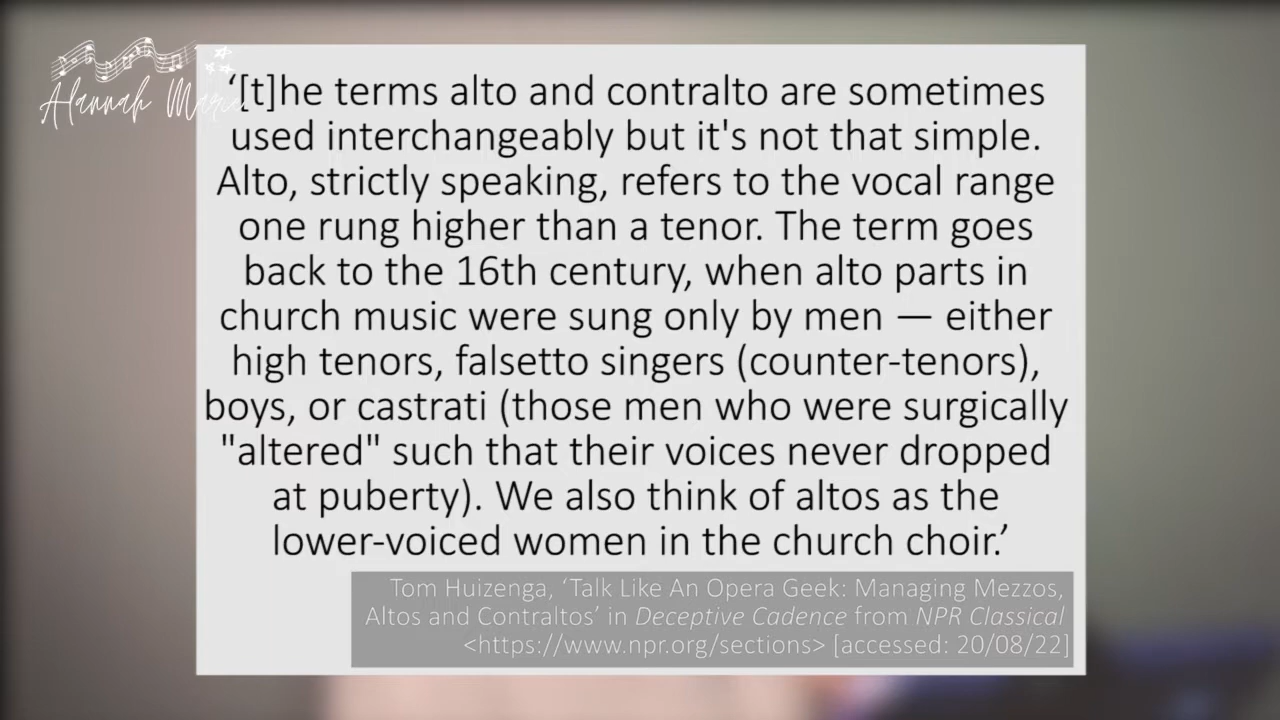 Alannah Marie
‘[t]he terms alto and contralto are sometimes
used interchangeably but it's not that simple.
Alto, strictly speaking, refers to the vocal range
one rung higher than a tenor. The term goes
back to the 16th century, when alto parts in
church music were sung only by men — either
high tenors, falsetto singers (counter-tenors),
boys, or castrati (those men who were surgically
"altered" such that their voices never dropped
at puberty). We also think of altos as the
lower-voiced women in the church choir.’
Tom Huizenga, ‘Talk Like An Opera Geek: Managing Mezzos,
Altos and Contraltos’ in Deceptive Cadence from NPR Classical
<https://www.npr.org/sections> [accessed: 20/08/22]